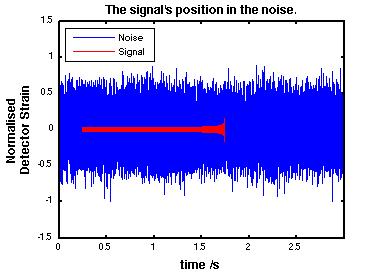 The signal's position in the noise.
1.5
Noise
Signal
1
0.5
0
-0.5
-1
-1.5
Normalised
Detector Strain
0 0.5 1 1.5 2 2.5
time /s